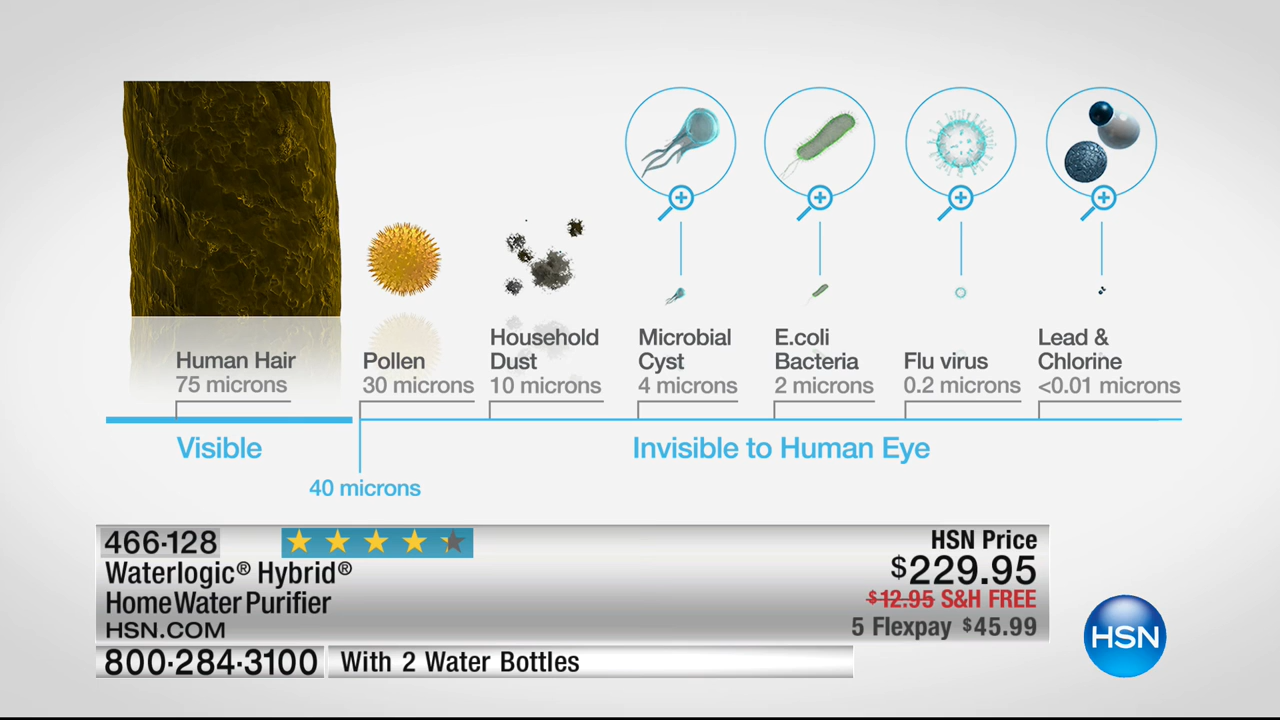 Human Hair
75 microns
Pollen
30 microns
Household
Dust
10 microns
Microbial
Cyst
4 microns
E.coli
Bacteria
2 microns
Flu virus
0.2 microns
Lead &
Chlorine
<0.01 microns
Visible
Invisible to Human Eye
40 microns
466-128
Waterlogic® Hybrid®
Home Water Purifier
HSN.COM
HSN Price
$229.95
$12.95 S&H FREE
5 Flexpay $45.99
800-284-3100
With 2 Water Bottles
HSN